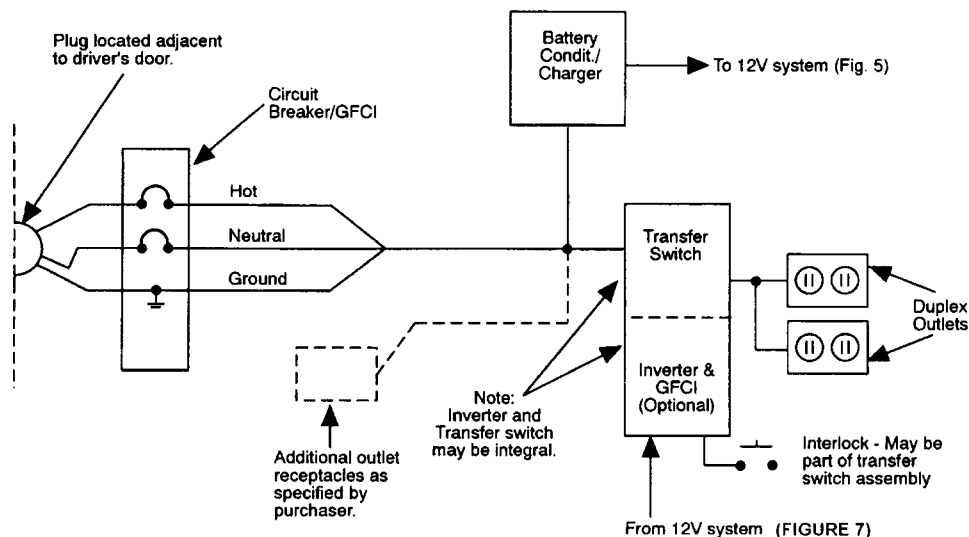 Plug located adjacent
to driver's door.
Circuit
Breaker/GFCI
Battery
Condit./
Charger
To 12V system (Fig. 5)
Hot
Neutral
Ground
Transfer
Switch
Duplex
Outlets
Inverter &
GFCI
(Optional)
Note:
Inverter and
Transfer switch
may be integral.
Additional outlet
receptacles as
specified by
purchaser.
Interlock - May be
part of transfer
switch assembly
From 12V system (FIGURE 7)